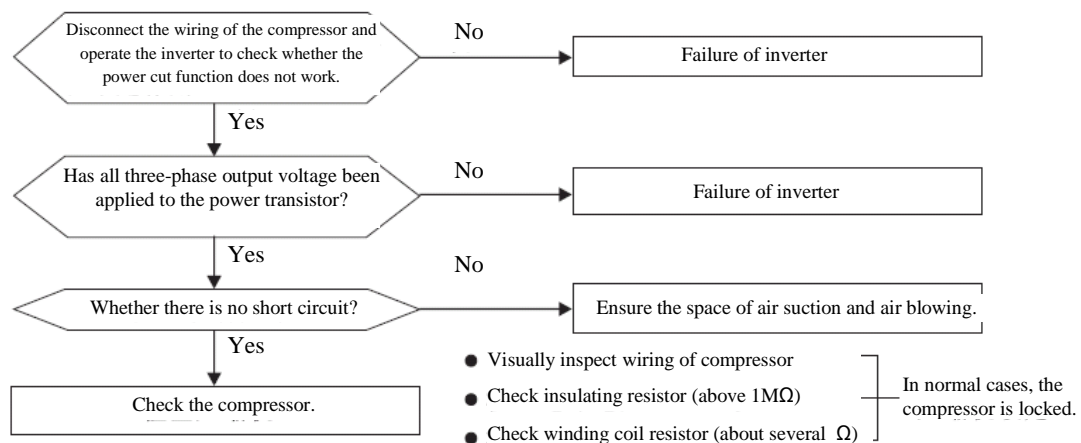 Disconnect the wiring of the compressor and
operate the inverter to check whether the
power cut function does not work.
No
Failure of inverter
Yes
Has all three-phase output voltage been
applied to the power transistor?
No
Failure of inverter
Yes
No
Whether there is no short circuit?
Ensure the space of air suction and air blowing.
Yes
Check the compressor.
● Visually inspect wiring of compressor
● Check insulating resistor (above 1MΩ)
● Check winding coil resistor (about several Ω)
In normal cases, the
compressor is locked.